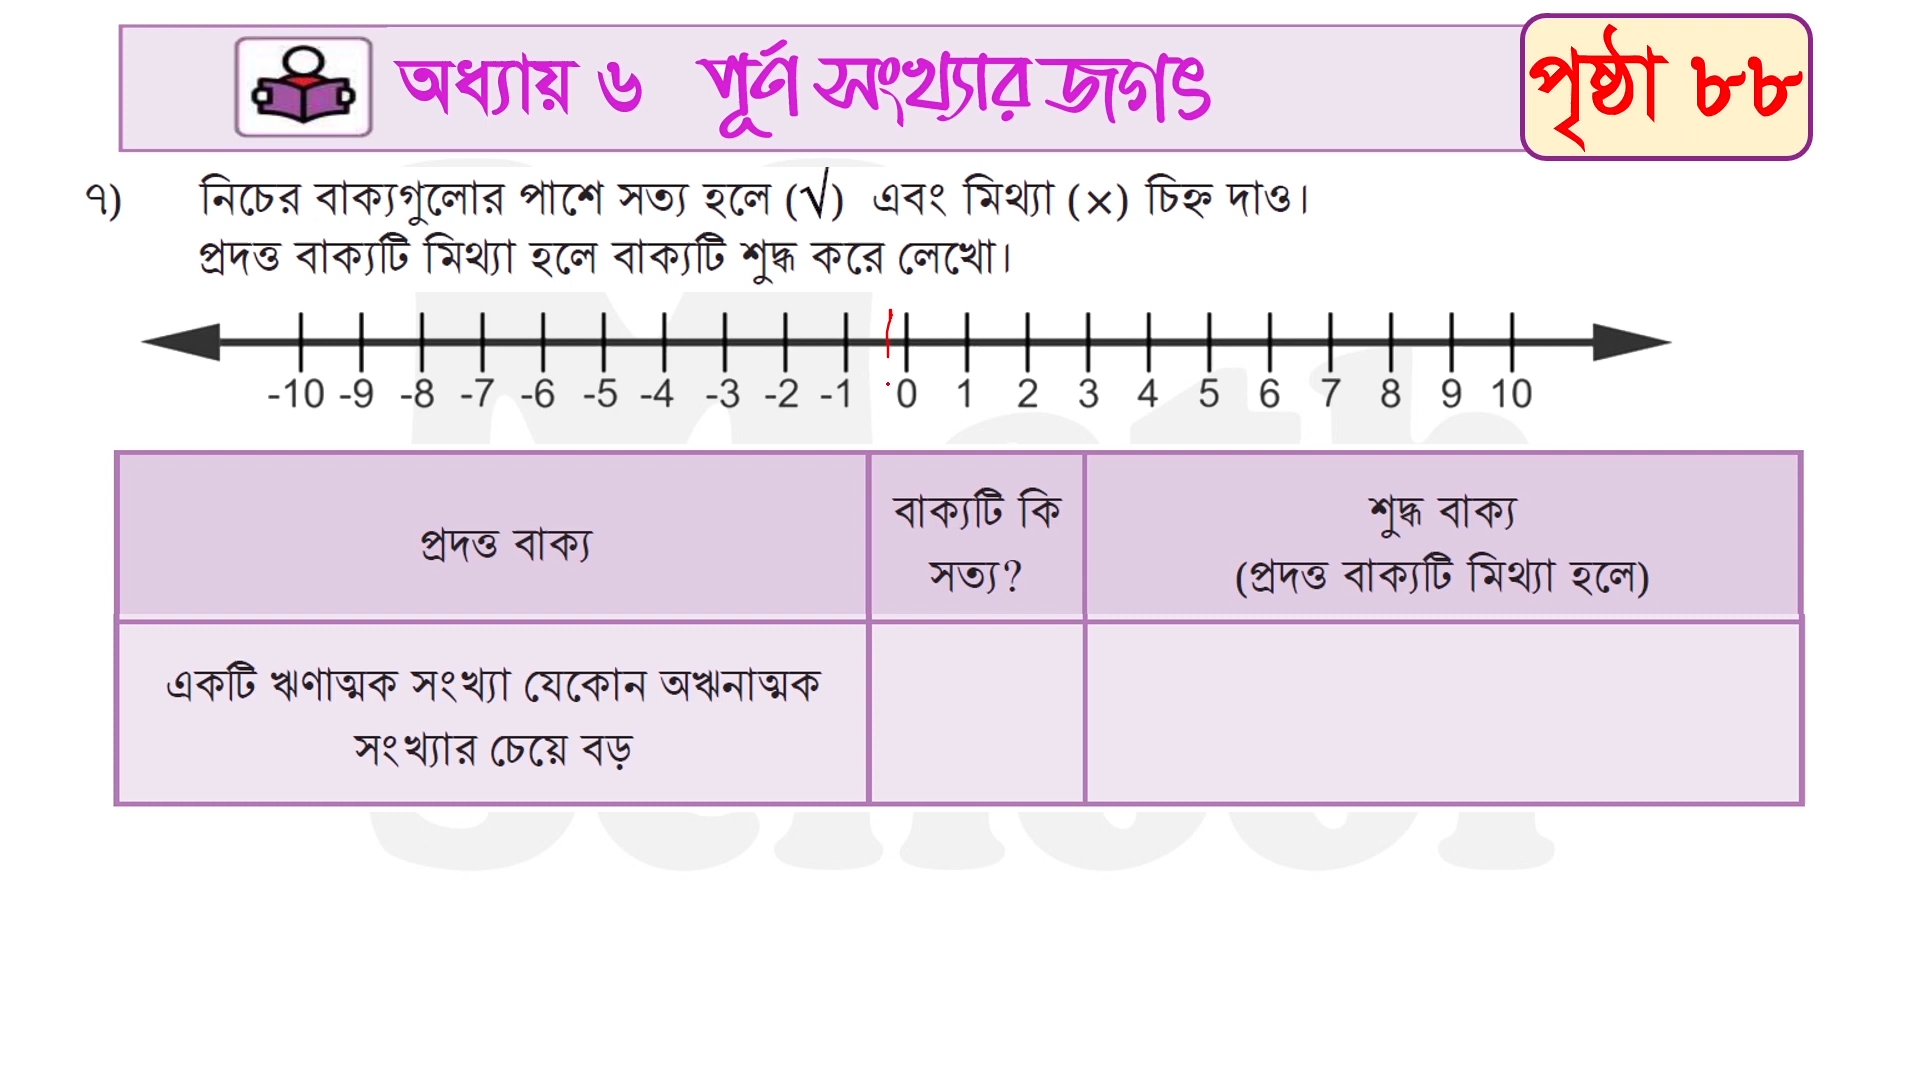 অধ্যায় ৬ পূর্ণ সংখ্যার জগৎ
পৃষ্ঠা ৮৮
৭) নিচের বাক্যগুলোর পাশে সত্য হলে (√) এবং মিথ্যা (×) চিহ্ন দাও।
প্রদত্ত বাক্যটি মিথ্যা হলে বাক্যটি শুদ্ধ করে লেখো।
-10 -9 -8 -7 -6 -5 -4 -3 -2 -1 0 1 2 3 4 5 6 7 8 9 10
প্রদত্ত বাক্য
বাক্যটি কি
সত্য?
শুদ্ধ বাক্য
(প্রদত্ত বাক্যটি মিথ্যা হলে)
একটি ঋণাত্মক সংখ্যা যেকোন অঋনাত্মক
সংখ্যার চেয়ে বড়
Math
School